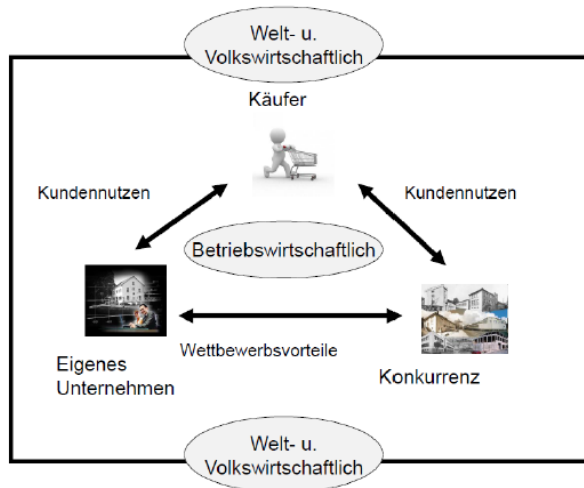 Welt- u.
Volkswirtschaftlich
Käufer
Kundennutzen
Kundennutzen
Betriebswirtschaftlich
Wettbewerbsvorteile
Eigenes
Unternehmen
Konkurrenz
Welt- u.
Volkswirtschaftlich